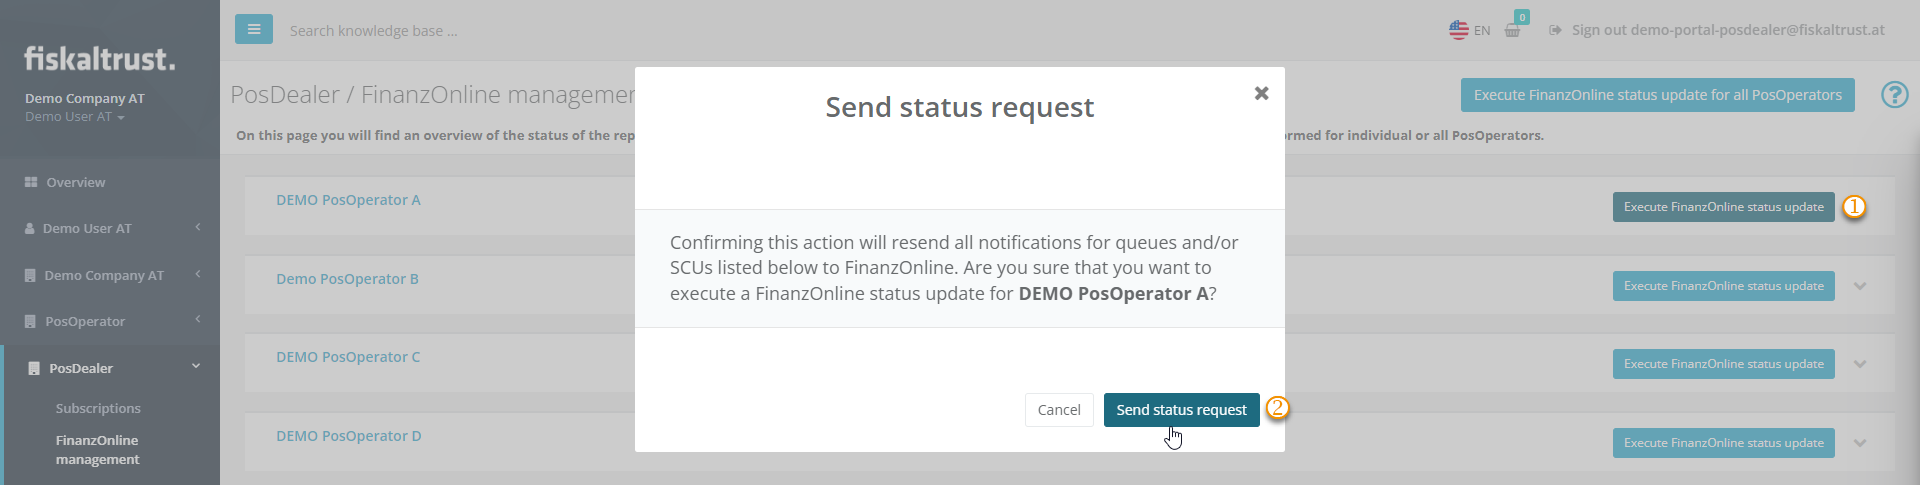 fiskaltrust.
Demo Company AT
Demo User AT
Overview
Demo User AT
Demo Company AT
PosOperator
PosDealer
Subscriptions
FinanzOnline
management
Search knowledge base ...
EN
0
Sign out demo-portal-posdealer@fiskaltrust.at
PosDealer / FinanzOnline
Execute FinanzOnline status update for all PosOperators
?
On this page you will find an overview of the status of the
for individual or all PosOperators.
DEMO PosOperator A
Execute FinanzOnline status update
1
Demo PosOperator B
Execute FinanzOnline status update
DEMO PosOperator C
Execute FinanzOnline status update
DEMO PosOperator D
Execute FinanzOnline status update
Send status request
Confirming this action will resend all notifications for queues and/or
SCUs listed below to FinanzOnline. Are you sure that you want to
execute a FinanzOnline status update for DEMO PosOperator A?
Cancel
Send status request
2